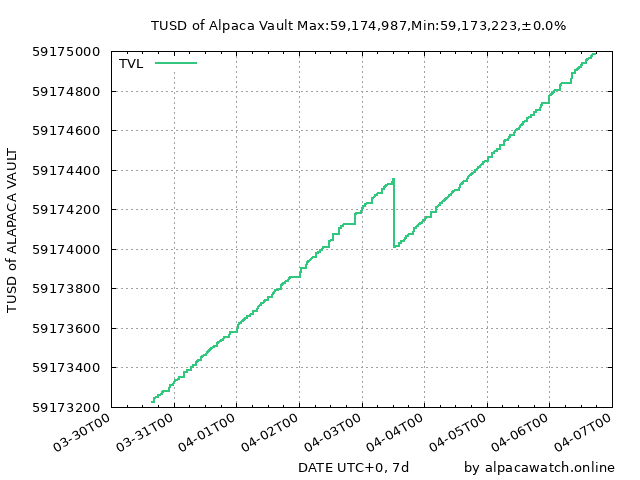 TUSD of Alpaca Vault Max:59,174,987,Min:59,173,223,±0.0%
TVL
59175000
59174800
59174600
59174400
59174200
59174000
59173800
59173600
59173400
59173200
TUSD of ALAPACA VAULT
03-30T00
03-31T00
04-01T00
04-02T00
04-03T00
04-04T00
04-05T00
04-06T00
04-07T00
DATE UTC+0, 7d
by alpacawatch.online